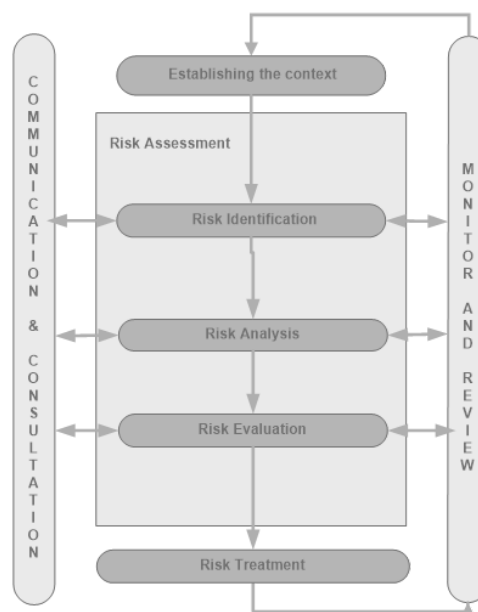 Establishing the context
COMMUNICATION & CONSULTATION
Risk Assessment
MONITOR AND REVIEW
Risk Identification
Risk Analysis
Risk Evaluation
Risk Treatment